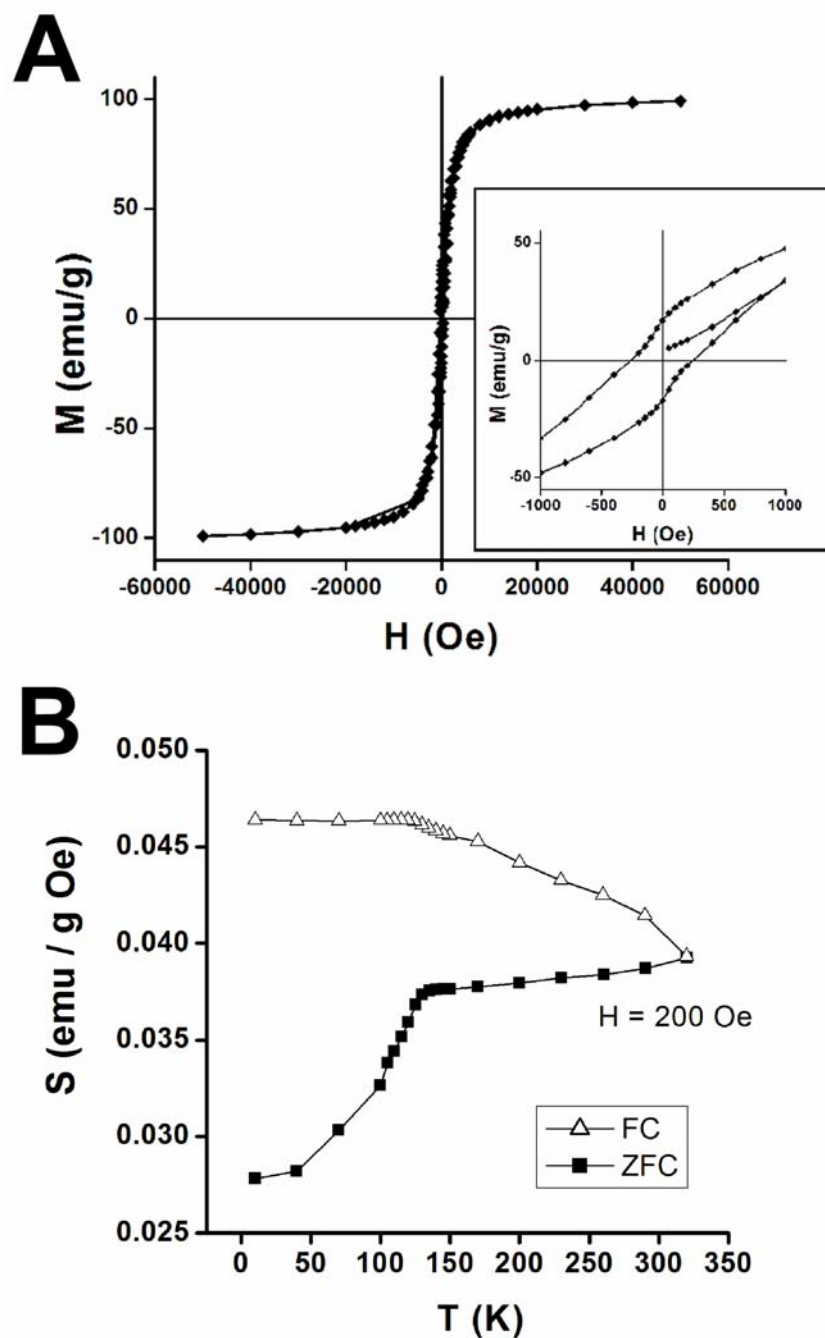 A
100
50
0
-50
-100
M (emu/g)
-60000 -40000 -20000 0 20000 40000 60000
H (Oe)
50
0
-50
M (emu/g)
-1000 -500 0 500 1000
H (Oe)
B
0.050
0.045
0.040
0.035
0.030
0.025
S (emu / g Oe)
H = 200 Oe
FC
ZFC
0 50 100 150 200 250 300 350
T (K)